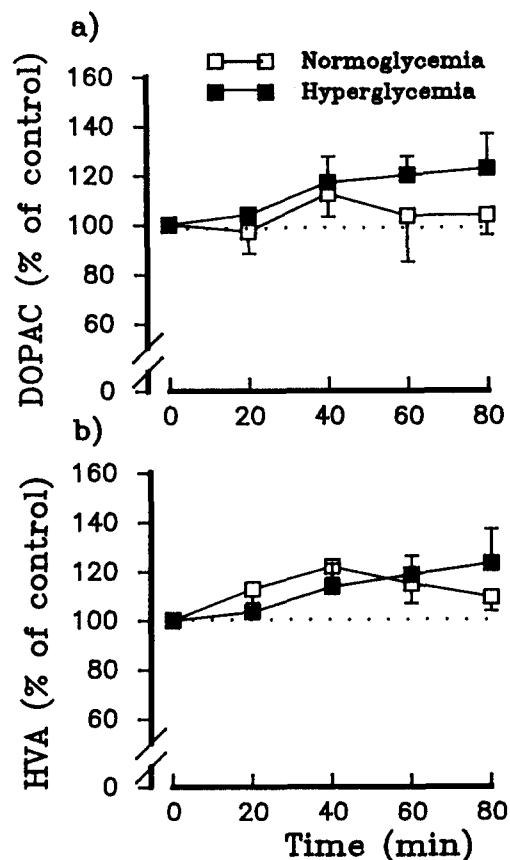 a)
Normoglycemia
Hyperglycemia
DOPAC (% of control)
160
140
120
100
80
60
0
0 20 40 60 80
b)
HVA (% of control)
160
140
120
100
80
60
0
0 20 40 60 80
Time (min)